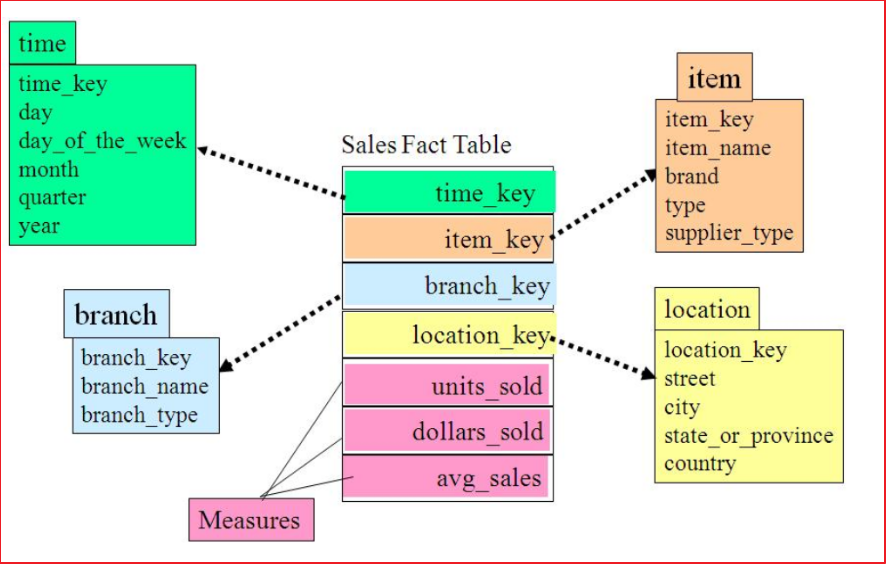 time
time_key
day
day_of_the_week
month
quarter
year
item
item_key
item_name
brand
type
supplier_type
Sales Fact Table
time_key
item_key
branch_key
location_key
units_sold
dollars_sold
avg_sales
branch
branch_key
branch_name
branch_type
location
location_key
street
city
state_or_province
country
Measures